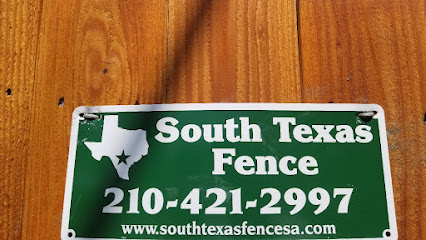 South Texas
Fence
210-421-2997
www.southtexasfencesa.com